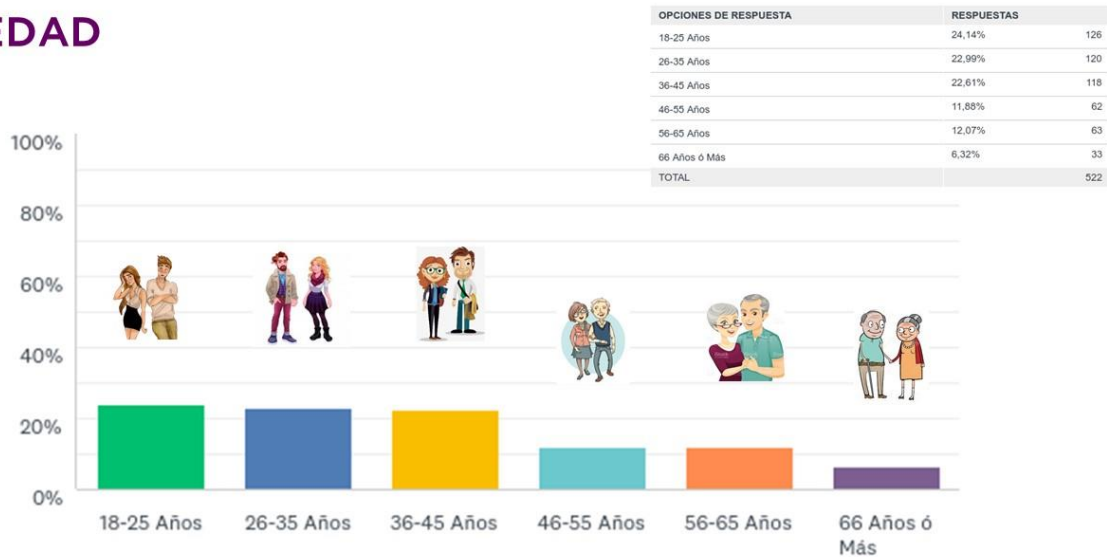 EDAD
OPCIONES DE RESPUESTA RESPUESTAS
18-25 Años 24,14% 126
26-35 Años 22,99% 120
36-45 Años 22,61% 118
46-55 Años 11,88% 62
56-65 Años 12,07% 63
66 Años ó Más 6,32% 33
TOTAL 522
100%
80%
60%
40%
20%
0%
18-25 Años 26-35 Años 36-45 Años 46-55 Años 56-65 Años 66 Años ó
Más